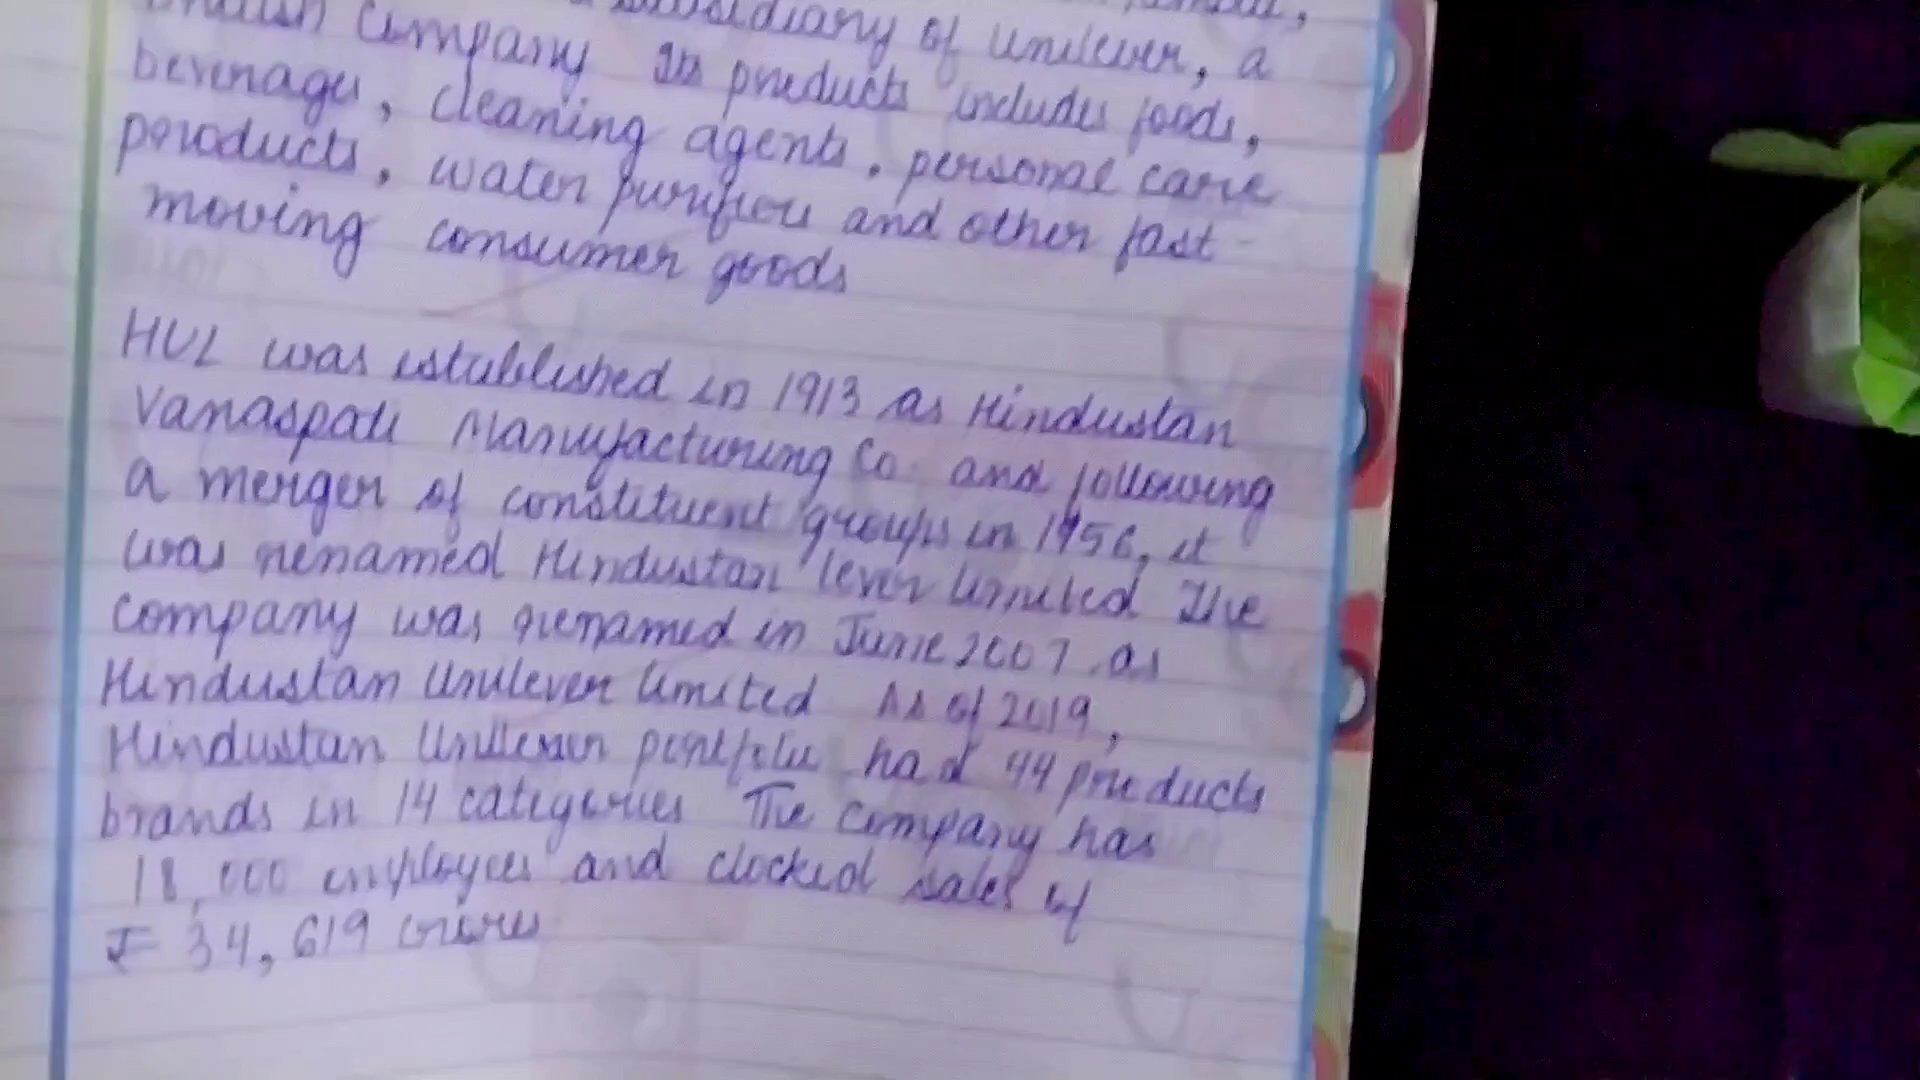 subsidiary of Unilever, a
British Company Its products includes foods,
beverages, cleaning agents, personal care
products, water purifiers and other fast-
moving consumer goods
HUL was established in 1913 as Hindustan
Vanaspati Manufacturing Co. and following
a merger of constituent groups in 1956, it
was renamed Hindustan lever limited The
company was renamed in June 2007 as
Hindustan Unilever limited As of 2019,
Hindustan Unilever portfolio had 44 products
brands in 14 categories The company has
18,000 employees and clocked sales of
₹ 34,619 crores